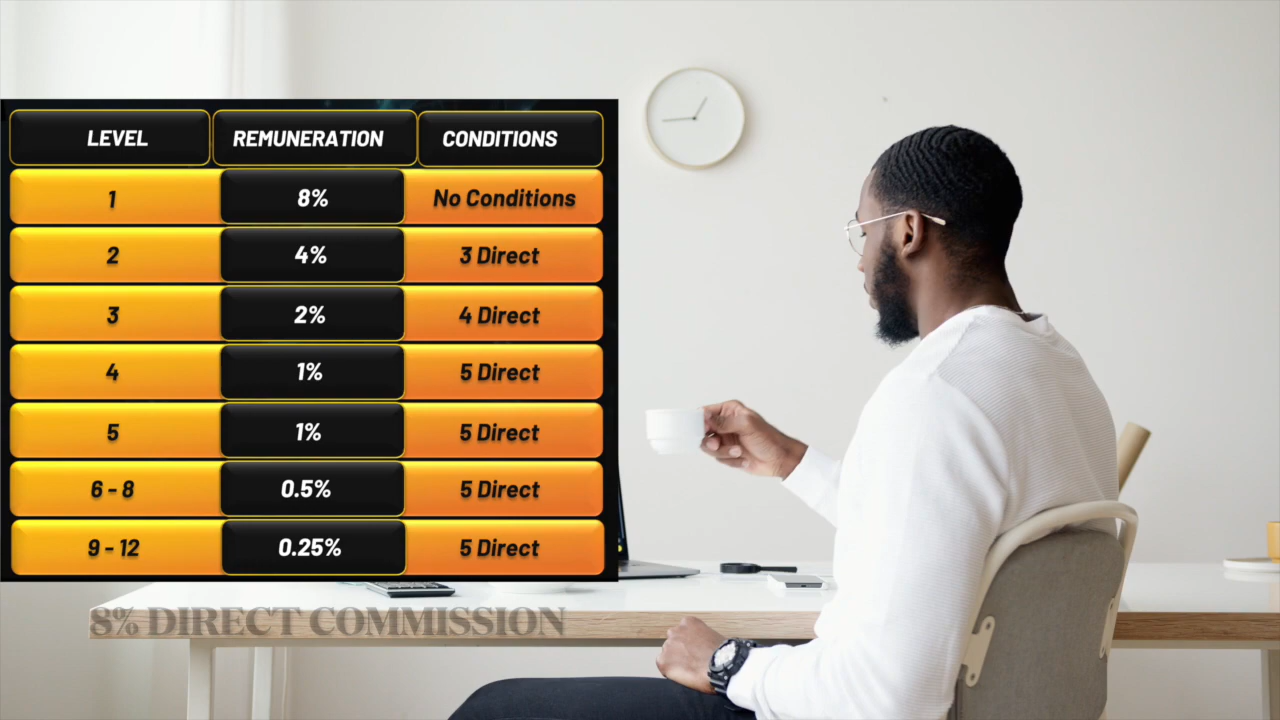 LEVEL REMUNERATION CONDITIONS
1 8% No Conditions
2 4% 3 Direct
3 2% 4 Direct
4 1% 5 Direct
5 1% 5 Direct
6 - 8 0.5% 5 Direct
9 - 12 0.25% 5 Direct
8% DIRECT COMMISSION